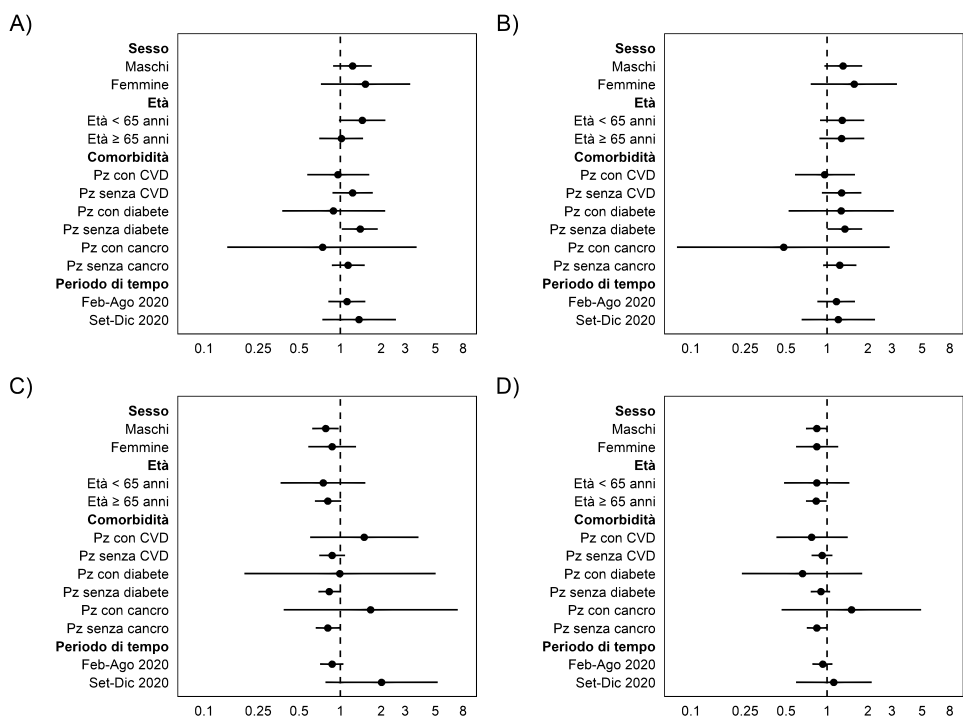 A)
Sesso
Maschi
Femmine
Età
Età < 65 anni
Età ≥ 65 anni
Comorbidità
Pz con CVD
Pz senza CVD
Pz con diabete
Pz senza diabete
Pz con cancro
Pz senza cancro
Periodo di tempo
Feb-Ago 2020
Set-Dic 2020
0.1 0.25 0.5 1 2 3 5 8
B)
Sesso
Maschi
Femmine
Età
Età < 65 anni
Età ≥ 65 anni
Comorbidità
Pz con CVD
Pz senza CVD
Pz con diabete
Pz senza diabete
Pz con cancro
Pz senza cancro
Periodo di tempo
Feb-Ago 2020
Set-Dic 2020
0.1 0.25 0.5 1 2 3 5 8
C)
Sesso
Maschi
Femmine
Età
Età < 65 anni
Età ≥ 65 anni
Comorbidità
Pz con CVD
Pz senza CVD
Pz con diabete
Pz senza diabete
Pz con cancro
Pz senza cancro
Periodo di tempo
Feb-Ago 2020
Set-Dic 2020
0.1 0.25 0.5 1 2 3 5 8
D)
Sesso
Maschi
Femmine
Età
Età < 65 anni
Età ≥ 65 anni
Comorbidità
Pz con CVD
Pz senza CVD
Pz con diabete
Pz senza diabete
Pz con cancro
Pz senza cancro
Periodo di tempo
Feb-Ago 2020
Set-Dic 2020
0.1 0.25 0.5 1 2 3 5 8